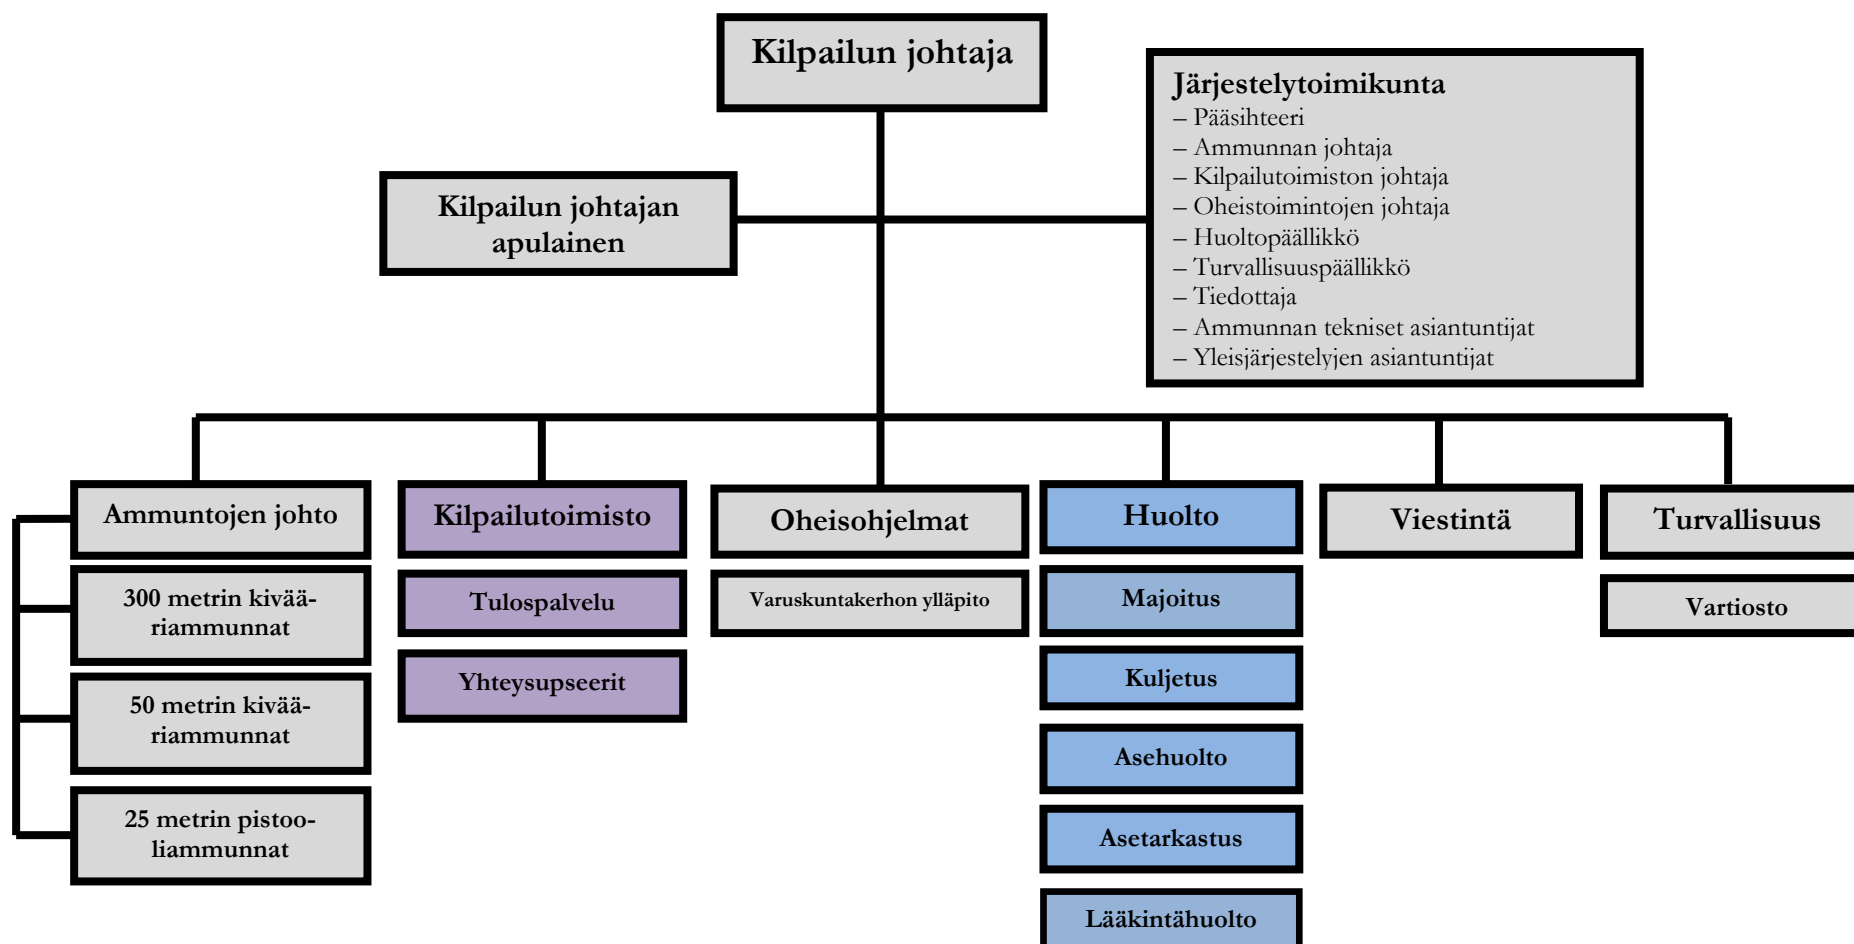 Kilpailun johtaja
Järjestelytoimikunta
– Pääsihteeri
– Ammunnan johtaja
– Kilpailutoimiston johtaja
– Oheistoimintojen johtaja
– Huoltopäällikkö
– Turvallisuuspäällikkö
– Tiedottaja
– Ammunnan tekniset asiantuntijat
– Yleisjärjestelyjen asiantuntijat
Kilpailun johtajan
apulainen
Ammuntojen johto
300 metrin kivää-
riammunnat
50 metrin kivää-
riammunnat
25 metrin pistoo-
liammunnat
Kilpailutoimisto
Tulospalvelu
Yhteysupseerit
Oheisohjelmat
Varuskuntakerhon ylläpito
Huolto
Majoitus
Kuljetus
Asehuolto
Asetarkastus
Lääkintähuolto
Viestintä
Turvallisuus
Vartiosto